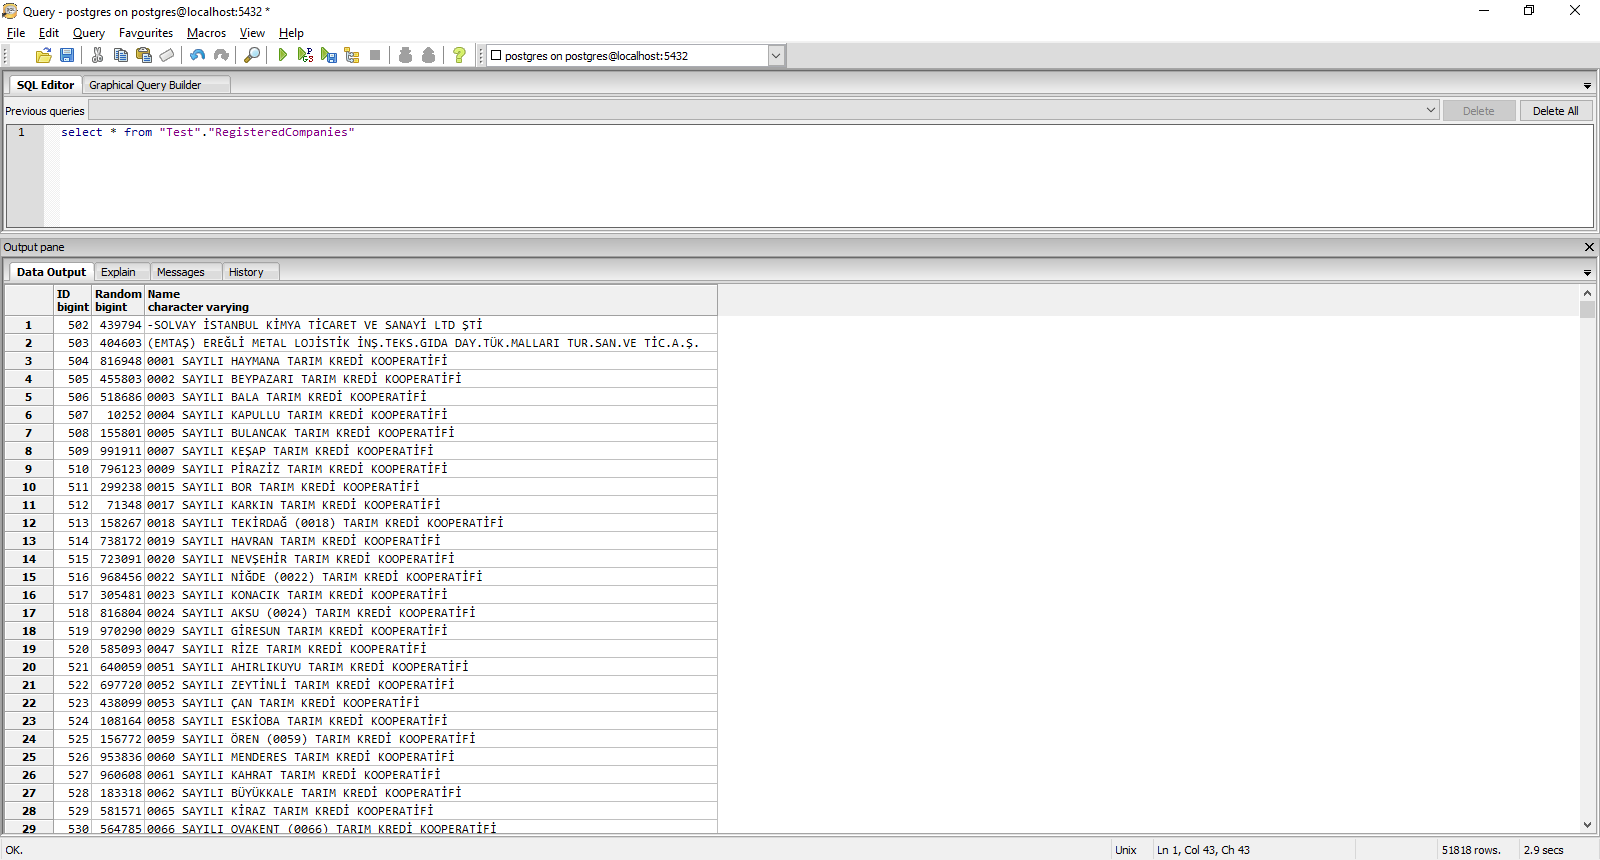 Query - postgres on postgres@localhost:5432 *
File Edit Query Favourites Macros View Help
postgres on postgres@localhost:5432
SQL Editor Graphical Query Builder
Previous queries Delete Delete All
1 select * from "Test"."RegisteredCompanies"
Output pane
Data Output Explain Messages History
ID Random Name
bigint bigint character varying
1 502 439794 -SOLVAY İSTANBUL KİMYA TİCARET VE SANAYİ LTD ŞTİ
2 503 404603 (EMTAŞ) EREĞLİ METAL LOJİSTİK İNŞ.TEKS.GIDA DAY.TÜK.MALLARI TUR.SAN.VE TİC.A.Ş.
3 504 816948 0001 SAYILI HAYMANA TARIM KREDİ KOOPERATİFİ
4 505 455803 0002 SAYILI BEYPAZARI TARIM KREDİ KOOPERATİFİ
5 506 518686 0003 SAYILI BALA TARIM KREDİ KOOPERATİFİ
6 507 10252 0004 SAYILI KAPULLU TARIM KREDİ KOOPERATİFİ
7 508 155801 0005 SAYILI BULANCAK TARIM KREDİ KOOPERATİFİ
8 509 991911 0007 SAYILI KEŞAP TARIM KREDİ KOOPERATİFİ
9 510 796123 0009 SAYILI PİRAZİZ TARIM KREDİ KOOPERATİFİ
10 511 299238 0015 SAYILI BOR TARIM KREDİ KOOPERATİFİ
11 512 71348 0017 SAYILI KARKIN TARIM KREDİ KOOPERATİFİ
12 513 158267 0018 SAYILI TEKİRDAĞ (0018) TARIM KREDİ KOOPERATİFİ
13 514 738172 0019 SAYILI HAVRAN TARIM KREDİ KOOPERATİFİ
14 515 723091 0020 SAYILI NEVŞEHİR TARIM KREDİ KOOPERATİFİ
15 516 968456 0022 SAYILI NİĞDE (0022) TARIM KREDİ KOOPERATİFİ
16 517 305481 0023 SAYILI KONACIK TARIM KREDİ KOOPERATİFİ
17 518 816804 0024 SAYILI AKSU (0024) TARIM KREDİ KOOPERATİFİ
18 519 970290 0029 SAYILI GİRESUN TARIM KREDİ KOOPERATİFİ
19 520 585093 0047 SAYILI RİZE TARIM KREDİ KOOPERATİFİ
20 521 640059 0051 SAYILI AHIRLIKUYU TARIM KREDİ KOOPERATİFİ
21 522 697720 0052 SAYILI ZEYTİNLİ TARIM KREDİ KOOPERATİFİ
22 523 438099 0053 SAYILI ÇAN TARIM KREDİ KOOPERATİFİ
23 524 108164 0058 SAYILI ESKİOBA TARIM KREDİ KOOPERATİFİ
24 525 156772 0059 SAYILI ÖREN (0059) TARIM KREDİ KOOPERATİFİ
25 526 953836 0060 SAYILI MENDERES TARIM KREDİ KOOPERATİFİ
26 527 960608 0061 SAYILI KAHRAT TARIM KREDİ KOOPERATİFİ
27 528 183318 0062 SAYILI BÜYÜKKALE TARIM KREDİ KOOPERATİFİ
28 529 581571 0065 SAYILI KİRAZ TARIM KREDİ KOOPERATİFİ
29 530 564785 0066 SAYILI OVAKENT (0066) TARIM KREDİ KOOPERATİFİ
OK. Unix Ln 1, Col 43, Ch 43 51818 rows. 2.9 secs